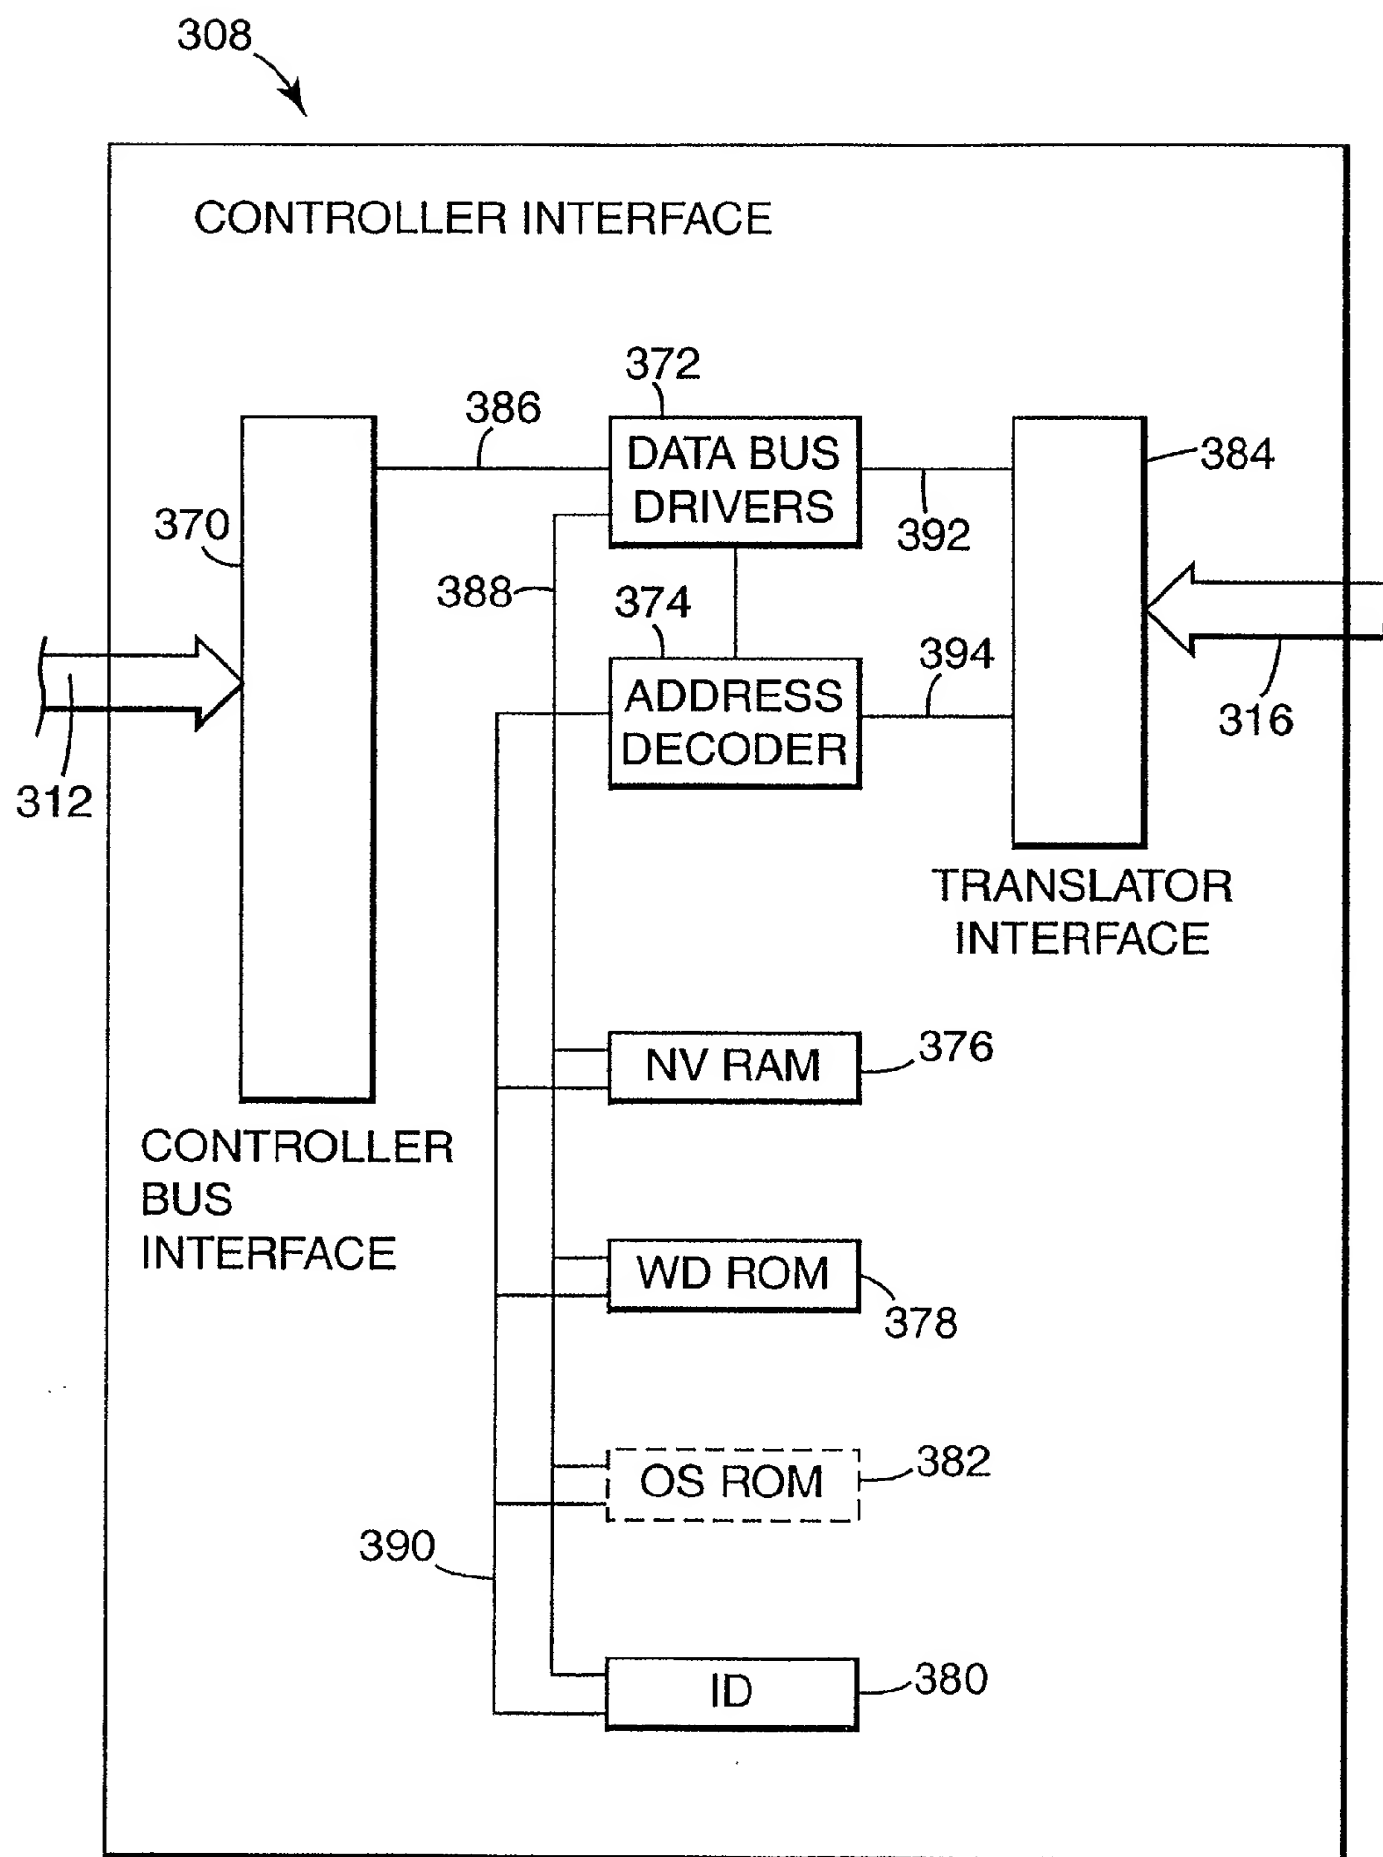 308
CONTROLLER INTERFACE
372
386
DATA BUS
DRIVERS
384
370
392
388
374
394
ADDRESS
DECODER
316
312
TRANSLATOR
INTERFACE
NV RAM
376
CONTROLLER
BUS
INTERFACE
WD ROM
378
OS ROM
382
390
ID
380